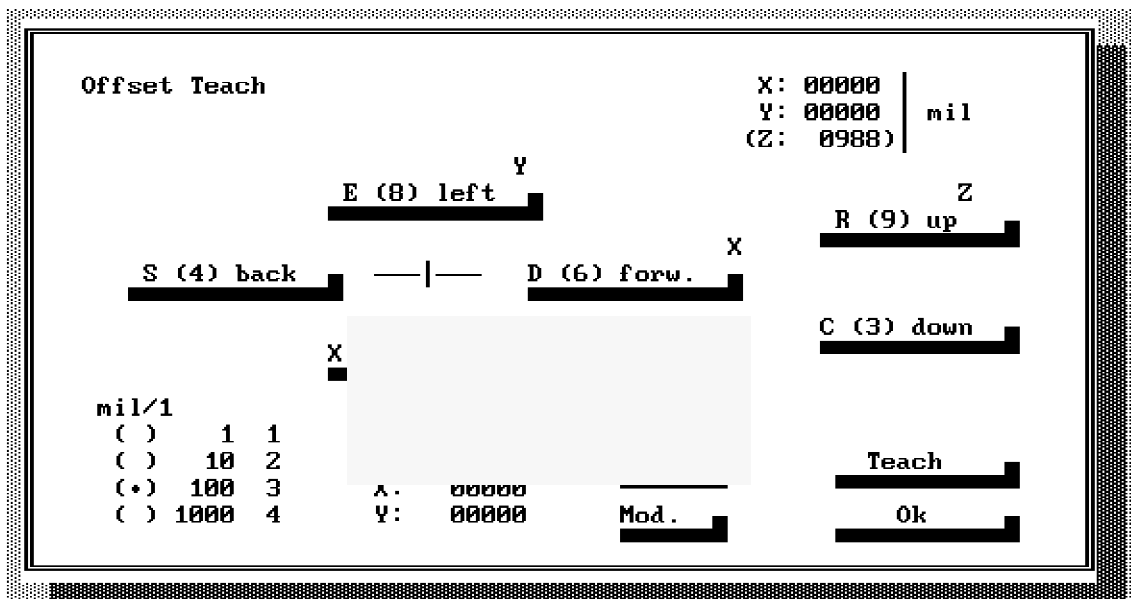 Offset Teach
X: 00000
Y: 00000 mil
(Z: 0988)
Y
E (8) left
Z
R (9) up
X
S (4) back
D (6) forw.
C (3) down
X
mil/1
( ) 1 1
( ) 10 2
(•) 100 3
( ) 1000 4
X: 00000
Y: 00000
Mod.
Teach
Ok